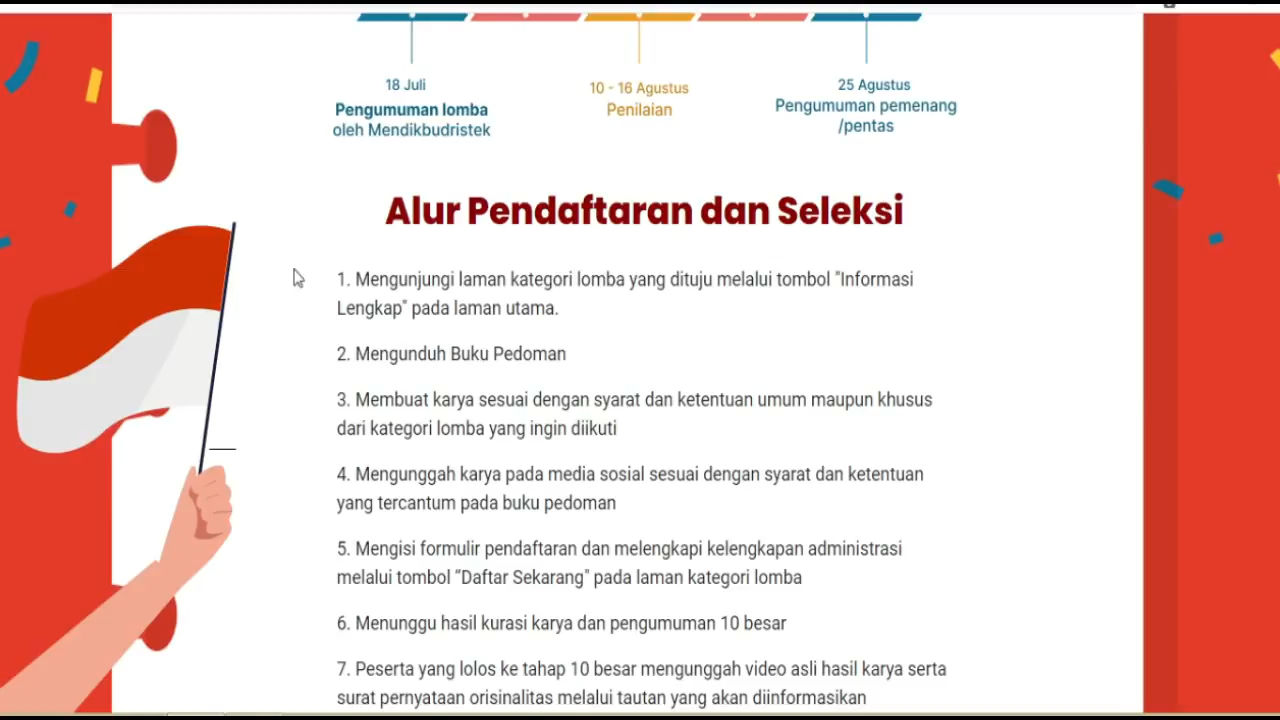 18 Juli
Pengumuman lomba
oleh Mendikbudristek
10 - 16 Agustus
Penilaian
25 Agustus
Pengumuman pemenang
/pentas
Alur Pendaftaran dan Seleksi
1. Mengunjungi laman kategori lomba yang dituju melalui tombol "Informasi
Lengkap" pada laman utama.
2. Mengunduh Buku Pedoman
3. Membuat karya sesuai dengan syarat dan ketentuan umum maupun khusus
dari kategori lomba yang ingin diikuti
4. Mengunggah karya pada media sosial sesuai dengan syarat dan ketentuan
yang tercantum pada buku pedoman
5. Mengisi formulir pendaftaran dan melengkapi kelengkapan administrasi
melalui tombol “Daftar Sekarang" pada laman kategori lomba
6. Menunggu hasil kurasi karya dan pengumuman 10 besar
7. Peserta yang lolos ke tahap 10 besar mengunggah video asli hasil karya serta
surat pernyataan orisinalitas melalui tautan yang akan diinformasikan